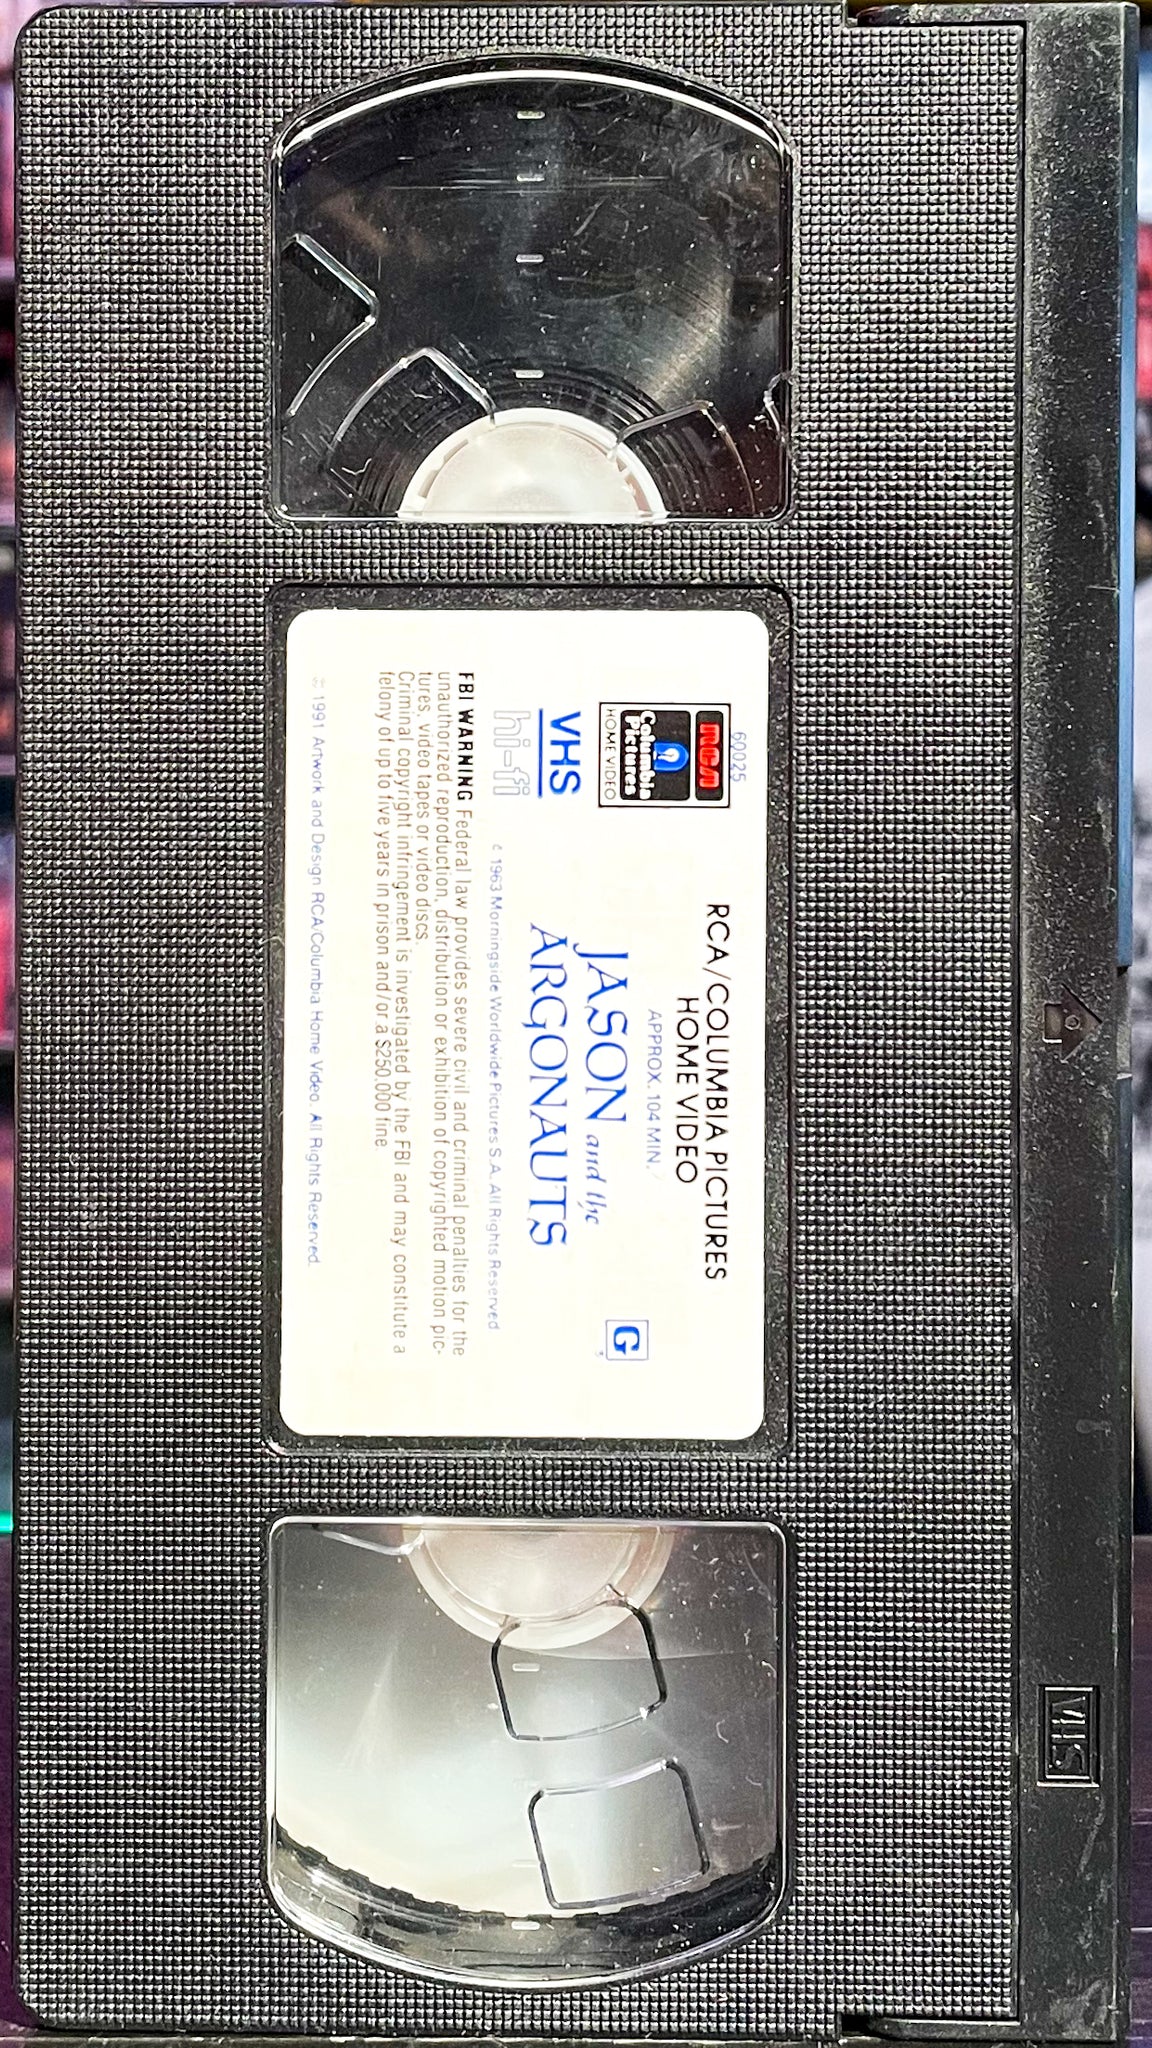 60025
RCA
Columbia
Pictures
HOME VIDEO
RCA/COLUMBIA PICTURES
HOME VIDEO
APPROX. 104 MIN.
G
VHS
hi-fi
JASON and the
ARGONAUTS
© 1963 Morningside Worldwide Pictures S.A. All Rights Reserved
FBI WARNING Federal law provides severe civil and criminal penalties for the
unauthorized reproduction, distribution or exhibition of copyrighted motion pic-
tures, video tapes or video discs.
Criminal copyright infringement is investigated by the FBI and may constitute a
felony of up to five years in prison and/or a $250,000 fine.
© 1991 Artwork and Design RCA/Columbia Home Video. All Rights Reserved.
VHS